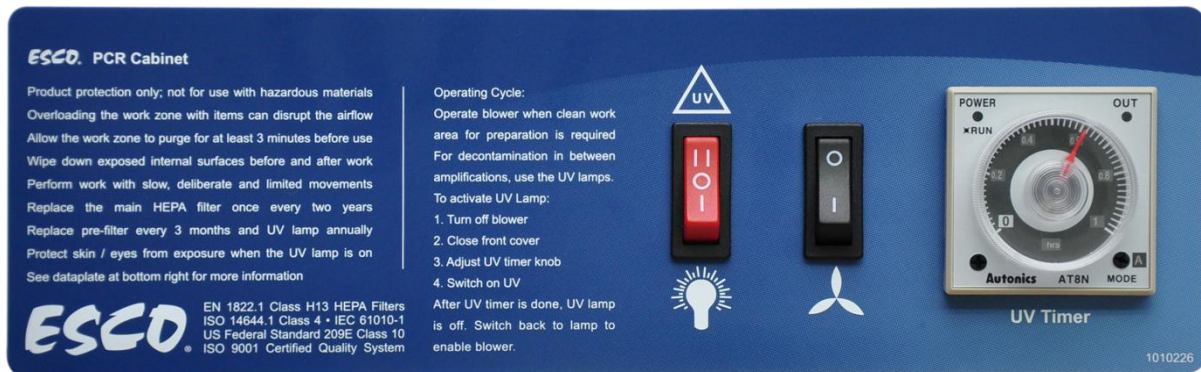 ESCO. PCR Cabinet
Product protection only; not for use with hazardous materials
Overloading the work zone with items can disrupt the airflow
Allow the work zone to purge for at least 3 minutes before use
Wipe down exposed internal surfaces before and after work
Perform work with slow, deliberate and limited movements
Replace the main HEPA filter once every two years
Replace pre-filter every 3 months and UV lamp annually
Protect skin / eyes from exposure when the UV lamp is on
See dataplate at bottom right for more information
ESCO®
EN 1822.1 Class H13 HEPA Filters
ISO 14644.1 Class 4 • IEC 61010-1
US Federal Standard 209E Class 10
ISO 9001 Certified Quality System
Operating Cycle:
Operate blower when clean work
area for preparation is required
For decontamination in between
amplifications, use the UV lamps.
To activate UV Lamp:
1. Turn off blower
2. Close front cover
3. Adjust UV timer knob
4. Switch on UV
After UV timer is done, UV lamp
is off. Switch back to lamp to
enable blower.
UV
II
O
I
O
I
POWER OUT
RUN
0.4
0.2 0.8
0 1
hrs
A
Autonics AT8N MODE
UV Timer
1010226